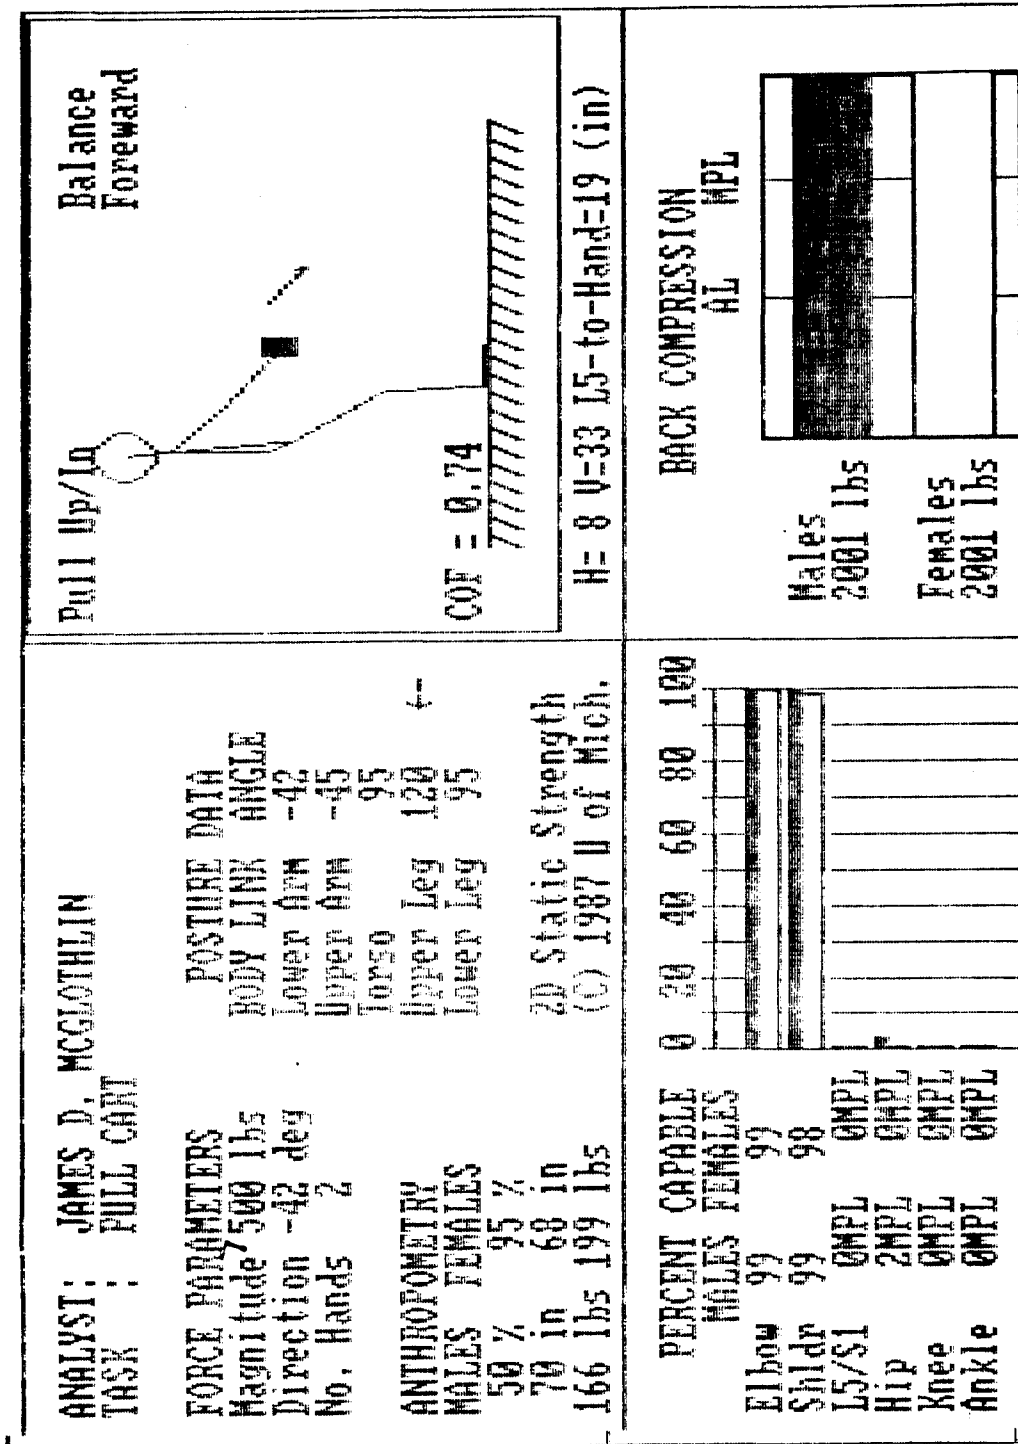 ANALYST: JAMES D. MCGLOTHLIN
TASK : PULL CART
FORCE PARAMETERS
Magnitude 500 lbs
Direction -42 deg
No. Hands 2
ANTHROPOMETRY
MALES FEMALES
50 % 95 %
70 in 68 in
166 lbs 199 lbs
POSTURE DATA
BODY LINK ANGLE
Lower Arm -42
Upper Arm -45
Torso 95
Upper Leg 120 ←
Lower Leg 95
2D Static Strength
(C) 1987 U of Mich.
Pull Up/In
Balance
Foreward
COF = 0.74
H= 8 V=33 L5-to-Hand=19 (in)
PERCENT CAPABLE
MALES FEMALES
0 20 40 60 80 100
Elbow 99 99
Shldr 99 98
L5/S1 0MPL 0MPL
Hip 2MPL 0MPL
Knee 0MPL 0MPL
Ankle 0MPL 0MPL
BACK COMPRESSION
AL MPL
Males
2001 lbs
Females
2001 lbs